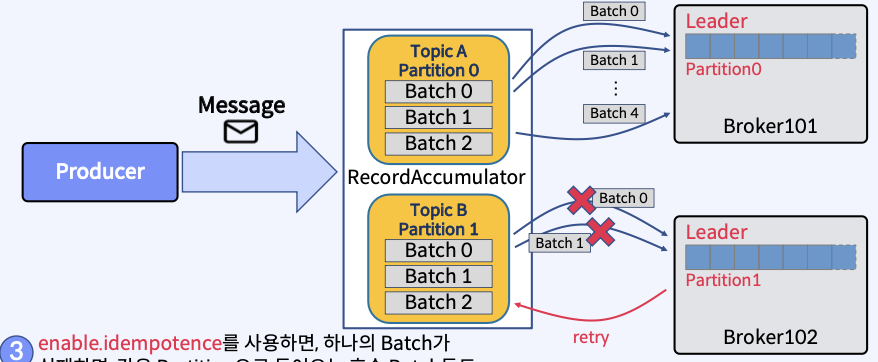 Producer
Message
Topic A
Partition 0
Batch 0
Batch 1
Batch 2
RecordAccumulator
Topic B
Partition 1
Batch 0
Batch 1
Batch 2
Batch 0
Batch 1
⋮
Batch 4
Leader
Partition0
Broker101
Batch 0
Batch 1
Leader
Partition1
Broker102
retry
3
enable.idempotence를 사용하면, 하나의 Batch가